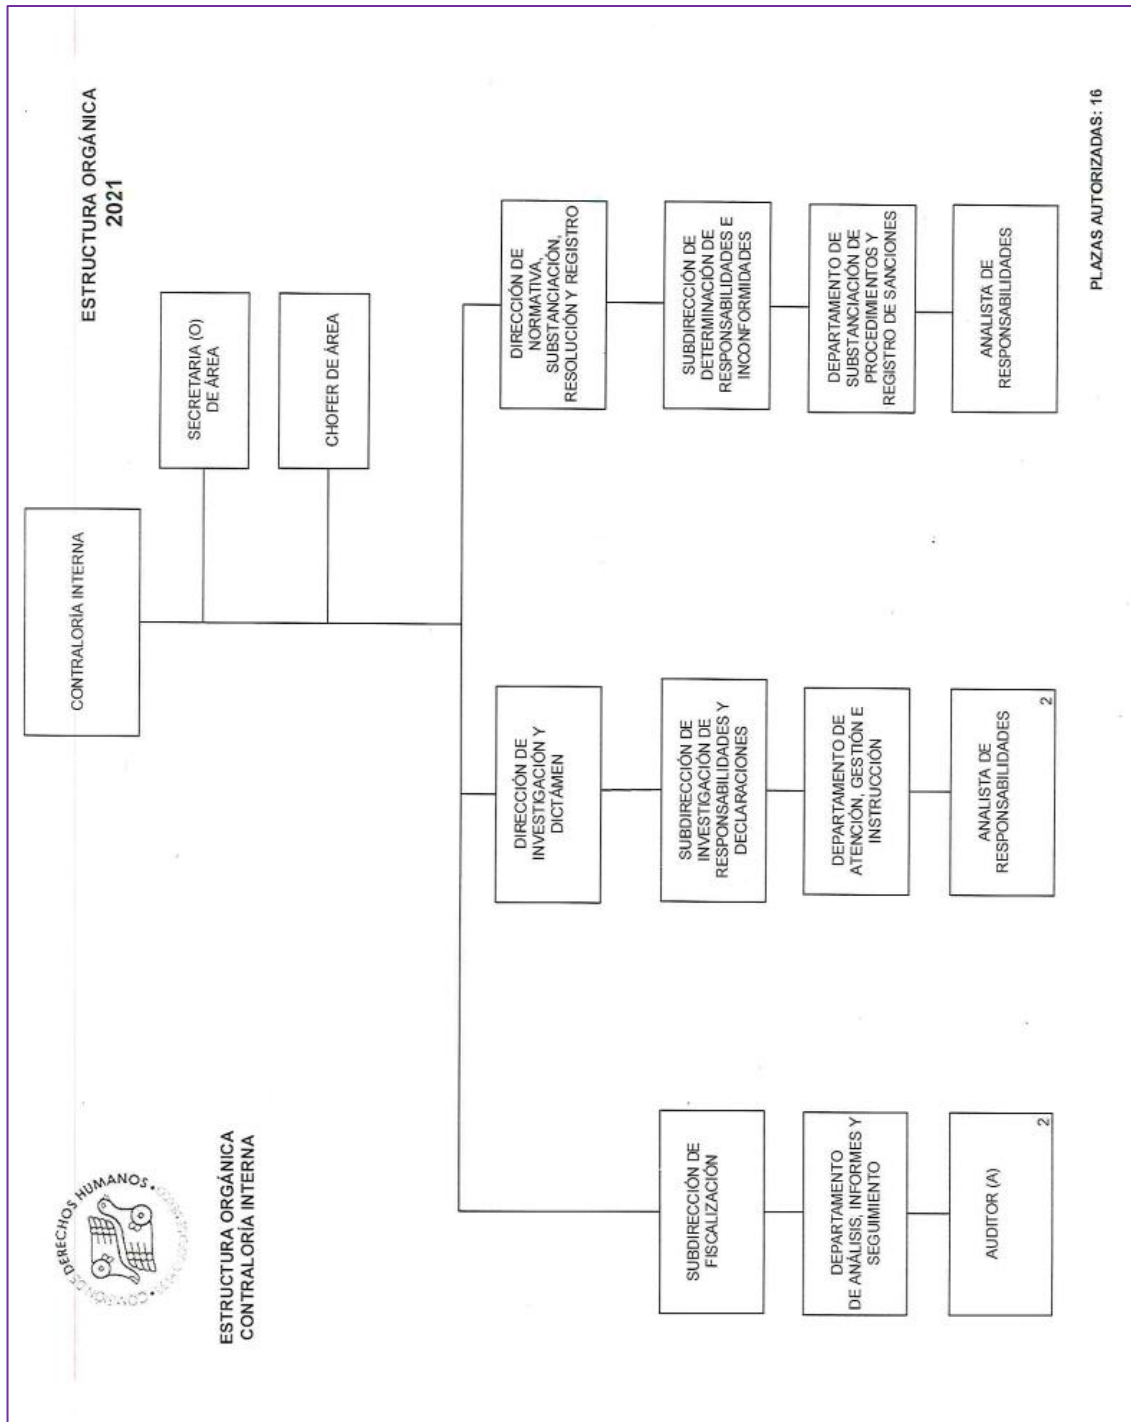 COMISIÓN DE DERECHOS HUMANOS
ESTRUCTURA ORGÁNICA
CONTRALORÍA INTERNA
ESTRUCTURA ORGÁNICA
2021
CONTRALORÍA INTERNA
SECRETARIA (O)
DE ÁREA
CHOFER DE ÁREA
SUBDIRECCIÓN DE
FISCALIZACIÓN
DEPARTAMENTO
DE ANÁLISIS, INFORMES Y
SEGUIMIENTO
AUDITOR (A)
2
DIRECCIÓN DE
INVESTIGACIÓN Y
DICTÁMEN
SUBDIRECCIÓN DE
INVESTIGACIÓN DE
RESPONSABILIDADES Y
DECLARACIONES
DEPARTAMENTO DE
ATENCIÓN, GESTIÓN E
INSTRUCCIÓN
ANALISTA DE
RESPONSABILIDADES
2
DIRECCIÓN DE
NORMATIVA,
SUBSTANCIACIÓN,
RESOLUCIÓN Y REGISTRO
SUBDIRECCIÓN DE
DETERMINACIÓN DE
RESPONSABILIDADES E
INCONFORMIDADES
DEPARTAMENTO DE
SUBSTANCIACIÓN DE
PROCEDIMIENTOS Y
REGISTRO DE SANCIONES
ANALISTA DE
RESPONSABILIDADES
PLAZAS AUTORIZADAS: 16